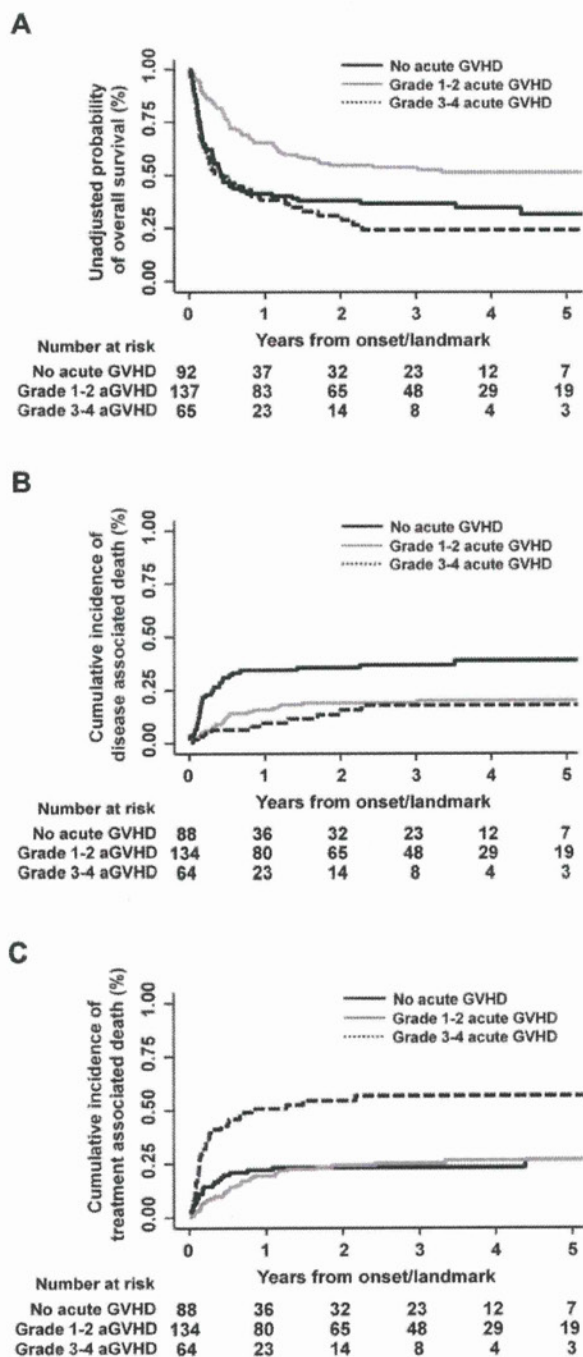 A
No acute GVHD
Grade 1-2 acute GVHD
Grade 3-4 acute GVHD
Unadjusted probability
of overall survival (%)
1.00
0.75
0.50
0.25
0.00
0 1 2 3 4 5
Years from onset/landmark
Number at risk
No acute GVHD 92 37 32 23 12 7
Grade 1-2 aGVHD 137 83 65 48 29 19
Grade 3-4 aGVHD 65 23 14 8 4 3
B
No acute GVHD
Grade 1-2 acute GVHD
Grade 3-4 acute GVHD
Cumulative incidence of
disease associated death (%)
1.00
0.75
0.50
0.25
0.00
0 1 2 3 4 5
Years from onset/landmark
Number at risk
No acute GVHD 88 36 32 23 12 7
Grade 1-2 aGVHD 134 80 65 48 29 19
Grade 3-4 aGVHD 64 23 14 8 4 3
C
No acute GVHD
Grade 1-2 acute GVHD
Grade 3-4 acute GVHD
Cumulative incidence of
treatment associated death (%)
1.00
0.75
0.50
0.25
0.00
0 1 2 3 4 5
Years from onset/landmark
Number at risk
No acute GVHD 88 36 32 23 12 7
Grade 1-2 aGVHD 134 80 65 48 29 19
Grade 3-4 aGVHD 64 23 14 8 4 3